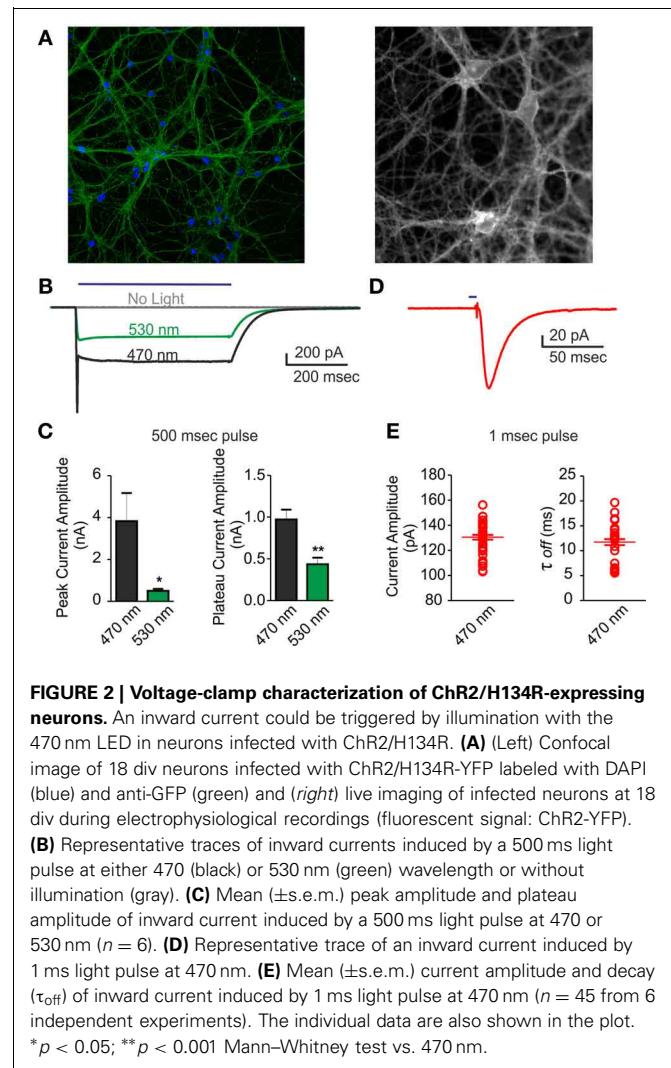 A
B
No Light
530 nm
470 nm
200 pA
200 msec
D
20 pA
50 msec
C
500 msec pulse
Peak Current Amplitude
(nA)
6
4
2
0
*
470 nm
530 nm
Plateau Current Amplitude
(nA)
1.5
1.0
0.5
0.0
**
470 nm
530 nm
E
1 msec pulse
Current Amplitude
(pA)
180
160
140
120
100
80
470 nm
τ off (ms)
25
20
15
10
5
0
470 nm
FIGURE 2 | Voltage-clamp characterization of ChR2/H134R-expressing
neurons. An inward current could be triggered by illumination with the
470 nm LED in neurons infected with ChR2/H134R. (A) (Left) Confocal
image of 18 div neurons infected with ChR2/H134R-YFP labeled with DAPI
(blue) and anti-GFP (green) and (right) live imaging of infected neurons at 18
div during electrophysiological recordings (fluorescent signal: ChR2-YFP).
(B) Representative traces of inward currents induced by a 500 ms light
pulse at either 470 (black) or 530 nm (green) wavelength or without
illumination (gray). (C) Mean (±s.e.m.) peak amplitude and plateau
amplitude of inward current induced by a 500 ms light pulse at 470 or
530 nm (n = 6). (D) Representative trace of an inward current induced by
1 ms light pulse at 470 nm. (E) Mean (±s.e.m.) current amplitude and decay
(τoff) of inward current induced by 1 ms light pulse at 470 nm (n = 45 from 6
independent experiments). The individual data are also shown in the plot.
*p < 0.05; **p < 0.001 Mann–Whitney test vs. 470 nm.